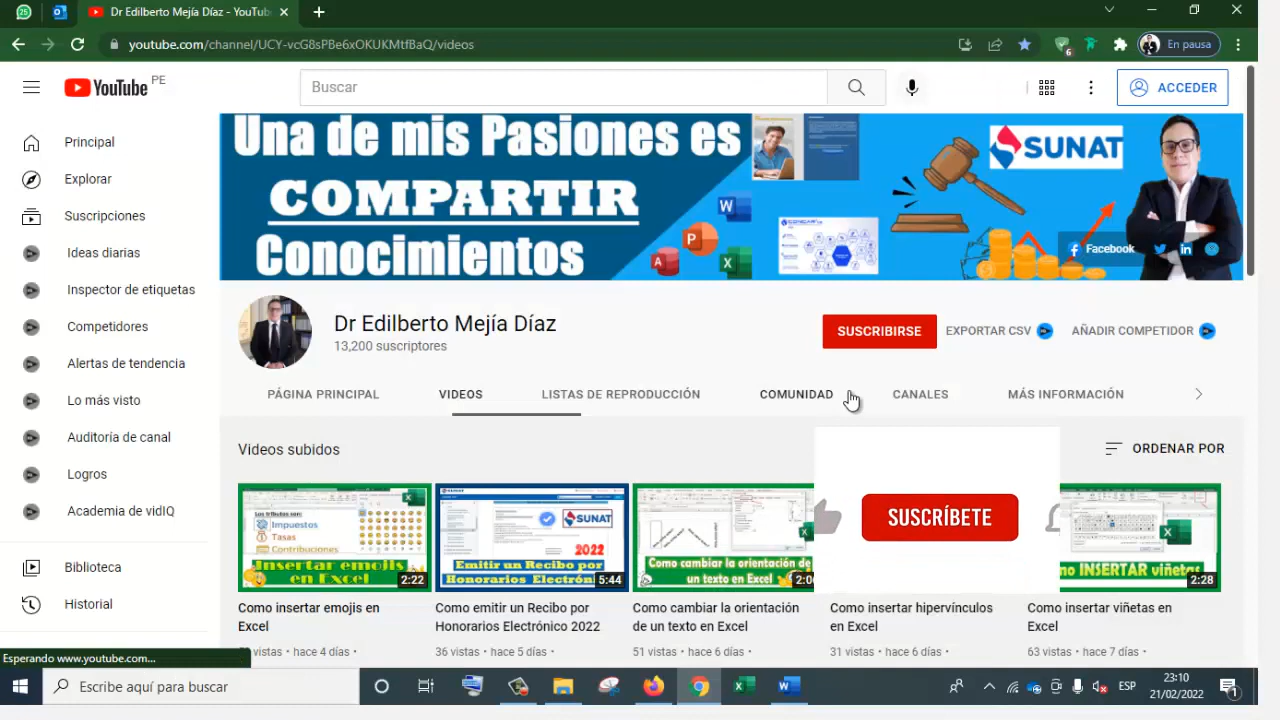 Dr Edilberto Mejía Díaz - YouTube
youtube.com/channel/UCY-vcG8sPBe6xOKUKMtfBaQ/videos
En pausa
YouTube PE
Buscar
ACCEDER
Principal
Explorar
Suscripciones
Ideas diarias
Inspector de etiquetas
Competidores
Alertas de tendencia
Lo más visto
Auditoría de canal
Logros
Academia de vidIQ
Biblioteca
Historial
Una de mis Pasiones es
COMPARTIR
Conocimientos
SUNAT
Facebook
Dr Edilberto Mejía Díaz
13,200 suscriptores
SUSCRIBIRSE
EXPORTAR CSV
AÑADIR COMPETIDOR
PÁGINA PRINCIPAL
VIDEOS
LISTAS DE REPRODUCCIÓN
COMUNIDAD
CANALES
MÁS INFORMACIÓN
Videos subidos
ORDENAR POR
Los tributos son:
Impuestos
Tasas
Contribuciones
Insertar emojis
en Excel
2:22
SUNAT
2022
Emitir un Recibo por
Honorarios Electrónico
5:44
Como cambiar la orientación de
un texto en Excel
SUSCRÍBETE
INSERTAR viñetas
en Excel
2:28
Como insertar emojis en
Excel
Como emitir un Recibo por
Honorarios Electrónico 2022
Como cambiar la orientación
de un texto en Excel
Como insertar hipervínculos
en Excel
Como insertar viñetas en
Excel
vistas • hace 4 días •
36 vistas • hace 5 días •
51 vistas • hace 6 días •
31 vistas • hace 6 días •
63 vistas • hace 7 días •
Esperando www.youtube.com...
Escribe aquí para buscar
ESP
23:10
21/02/2022